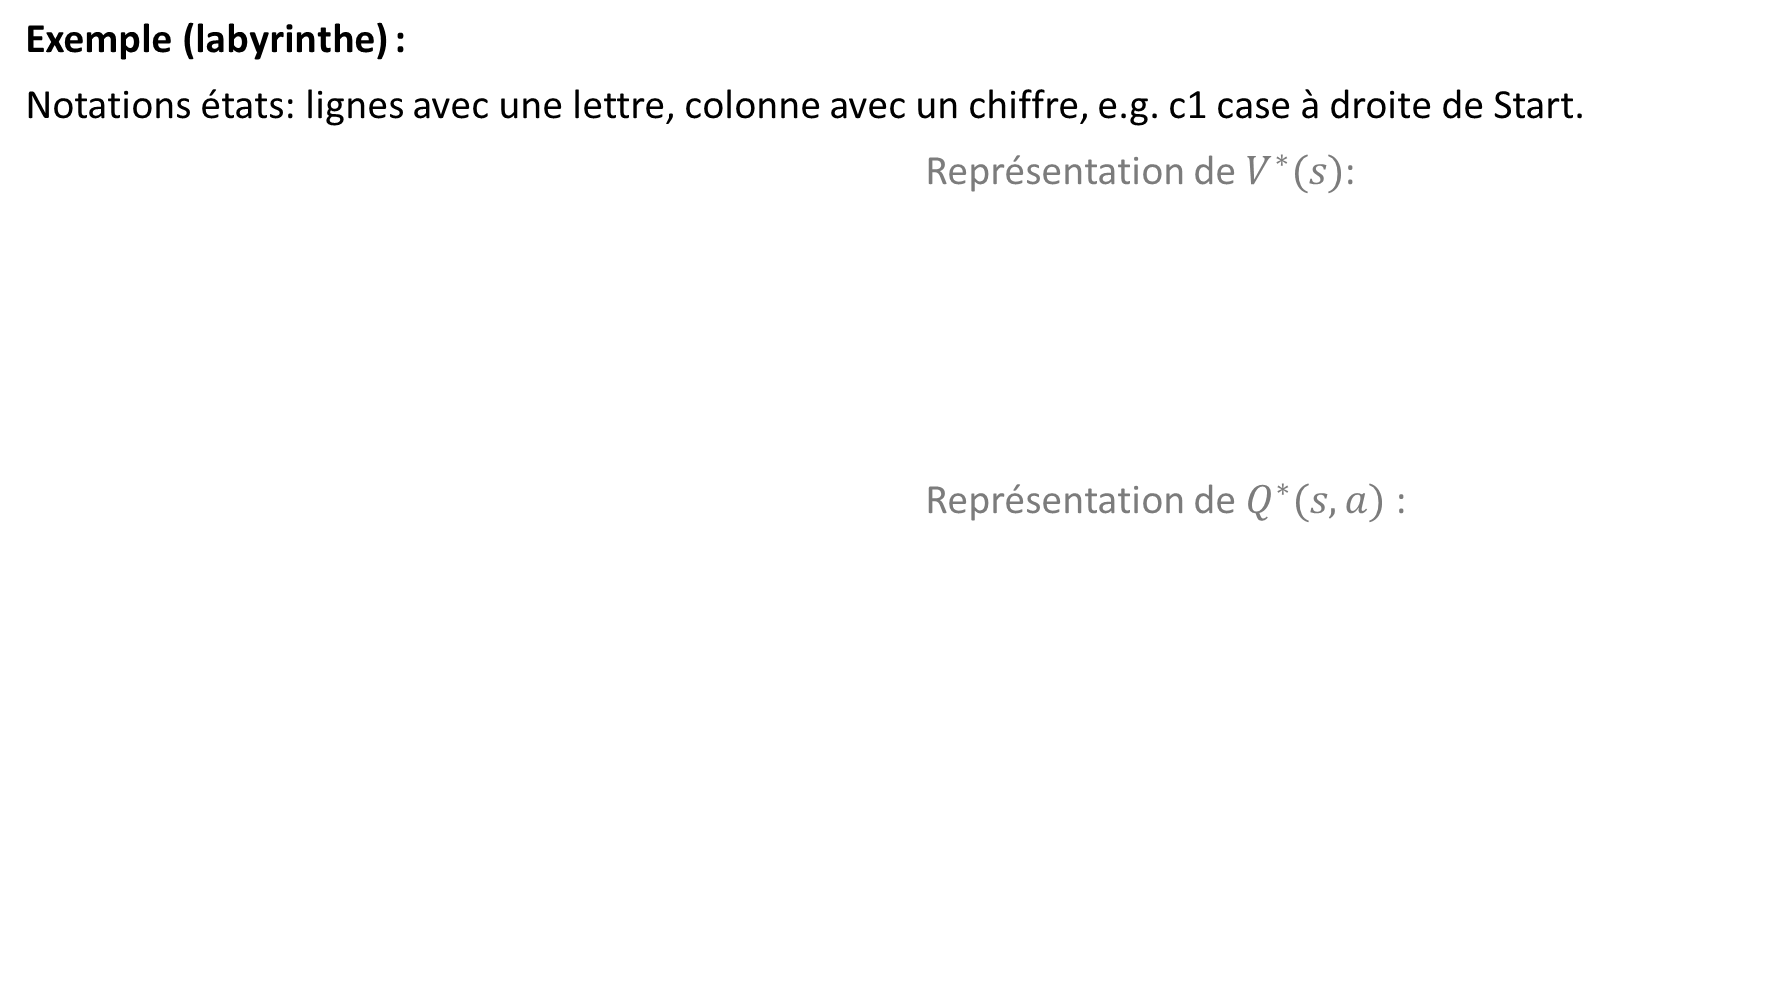 Exemple (labyrinthe) :
Notations états: lignes avec une lettre, colonne avec un chiffre, e.g. c1 case à droite de Start.
Représentation de 𝑉*(𝑠):
Représentation de 𝑄*(𝑠, 𝑎) :